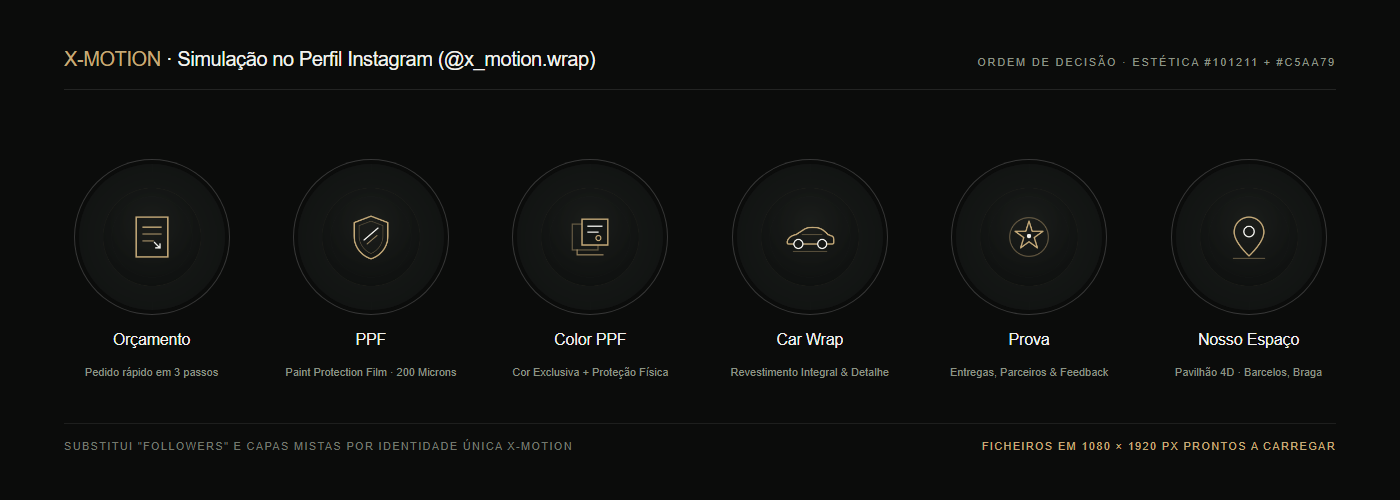 X-MOTION · Simulação no Perfil Instagram (@x_motion.wrap)
ORDEM DE DECISÃO · ESTÉTICA #101211 + #C5AA79
Orçamento
Pedido rápido em 3 passos
PPF
Paint Protection Film · 200 Microns
Color PPF
Cor Exclusiva + Proteção Física
Car Wrap
Revestimento Integral & Detalhe
Prova
Entregas, Parceiros & Feedback
Nosso Espaço
Pavilhão 4D · Barcelos, Braga
SUBSTITUI "FOLLOWERS" E CAPAS MISTAS POR IDENTIDADE ÚNICA X-MOTION
FICHEIROS EM 1080 × 1920 PX PRONTOS A CARREGAR